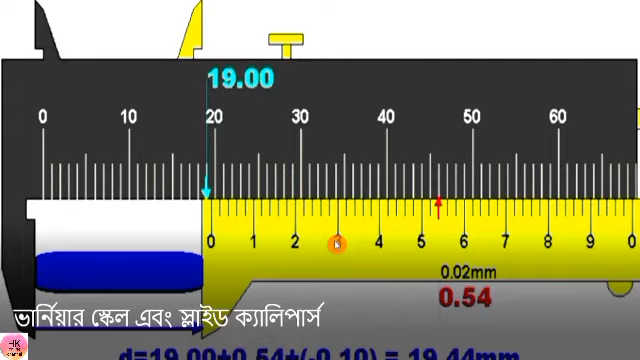 19.00
0 10 20 30 40 50 60
0 1 2 3 4 5 6 7 8 9 0
0.02mm
0.54
ভার্নিয়ার স্কেল এবং স্লাইড ক্যালিপার্স
HK
d=19.00+0.54+(-0.10) = 19.44mm